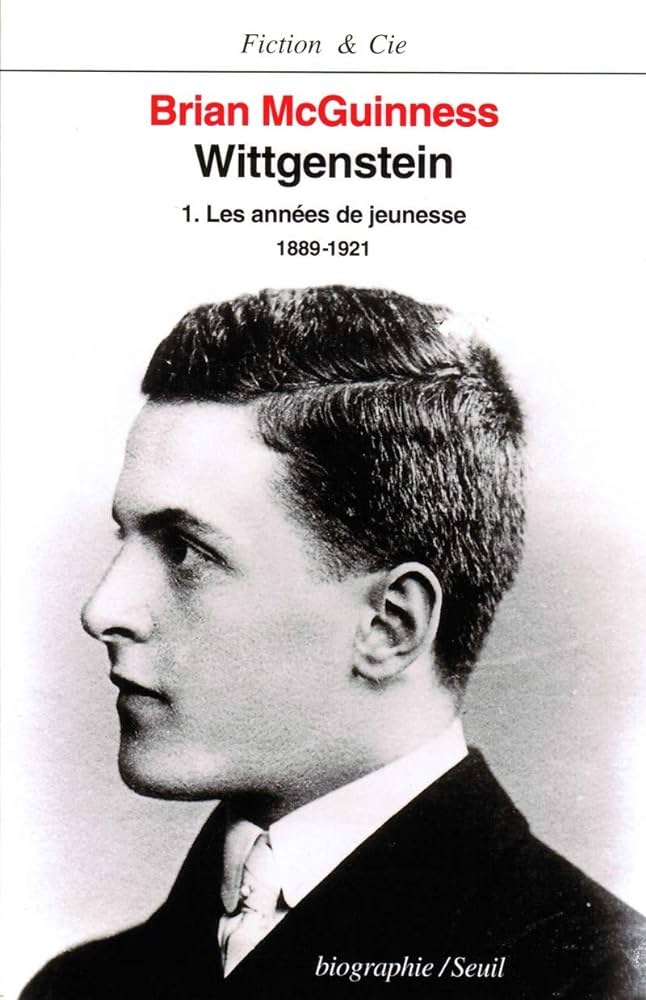 Fiction & Cie
Brian McGuinness
Wittgenstein
1. Les années de jeunesse
1889-1921
biographie/Seuil